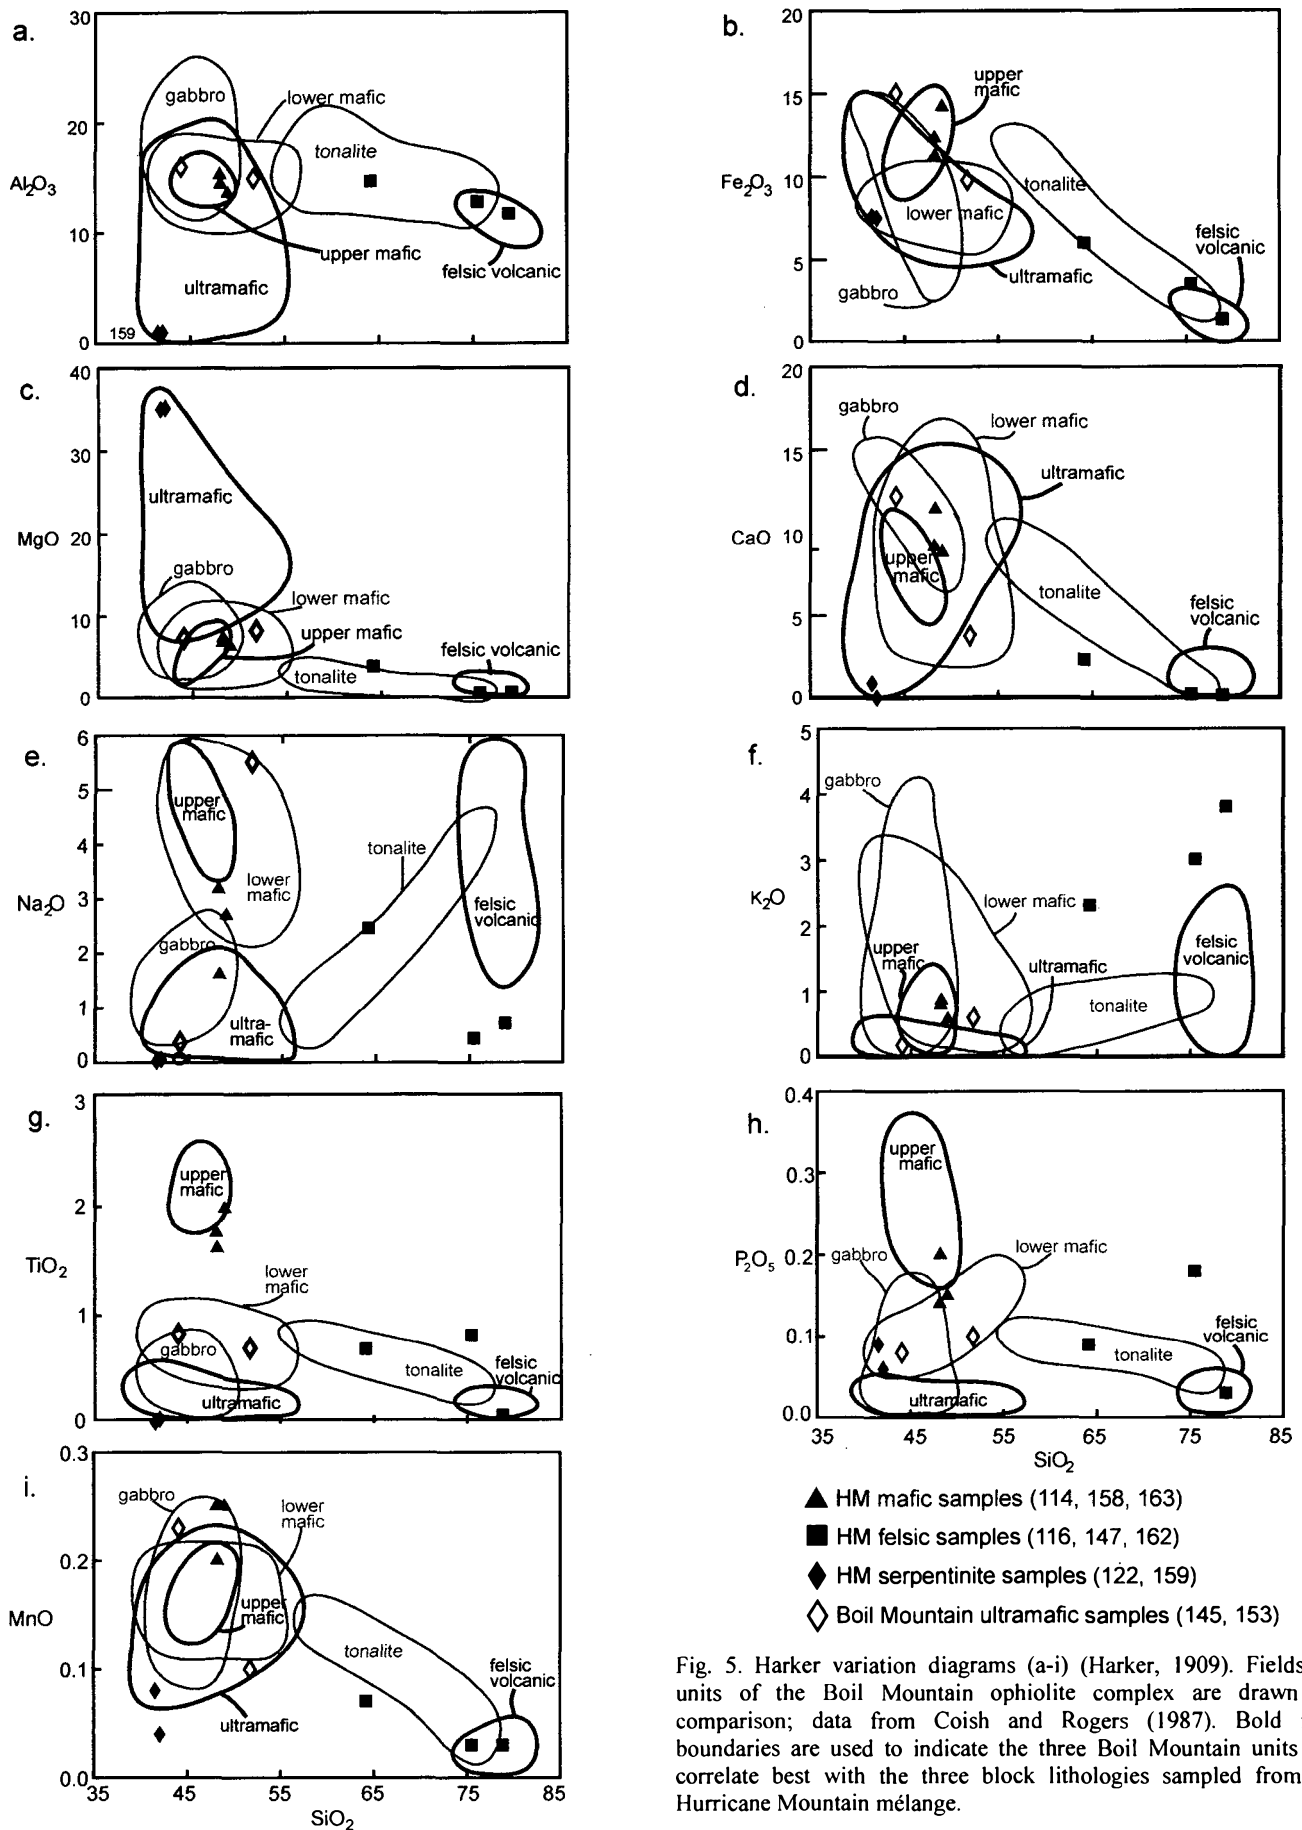 a.
30
20
10
0
Al₂O₃
gabbro
lower mafic
tonalite
upper mafic
felsic volcanic
ultramafic
159
b.
20
15
10
5
0
Fe₂O₃
upper
mafic
tonalite
lower mafic
felsic
volcanic
ultramafic
gabbro
c.
40
30
20
10
0
MgO
ultramafic
gabbro
lower mafic
upper mafic
felsic volcanic
tonalite
d.
20
15
10
5
0
CaO
gabbro
lower mafic
ultramafic
upper
mafic
tonalite
felsic
volcanic
e.
6
5
4
3
2
1
0
Na₂O
upper
mafic
tonalite
lower
mafic
felsic
volcanic
gabbro
ultra-
mafic
f.
5
4
3
2
1
0
K₂O
gabbro
lower mafic
upper
mafic
ultramafic
felsic
volcanic
tonalite
g.
3
2
1
0
TiO₂
upper
mafic
lower
mafic
gabbro
tonalite
felsic
volcanic
ultramafic
h.
0.4
0.3
0.2
0.1
0.0
P₂O₅
upper
mafic
gabbro
lower mafic
felsic
volcanic
tonalite
ultramafic
35 45 55 65 75 85
SiO₂
i.
0.3
0.2
0.1
0.0
MnO
gabbro
lower
mafic
upper
mafic
tonalite
felsic
volcanic
ultramafic
35 45 55 65 75 85
SiO₂
HM mafic samples (114, 158, 163)
HM felsic samples (116, 147, 162)
HM serpentinite samples (122, 159)
Boil Mountain ultramafic samples (145, 153)
Fig. 5. Harker variation diagrams (a-i) (Harker, 1909). Fields
units of the Boil Mountain ophiolite complex are drawn
comparison; data from Coish and Rogers (1987). Bold
boundaries are used to indicate the three Boil Mountain units
correlate best with the three block lithologies sampled from
Hurricane Mountain mélange.